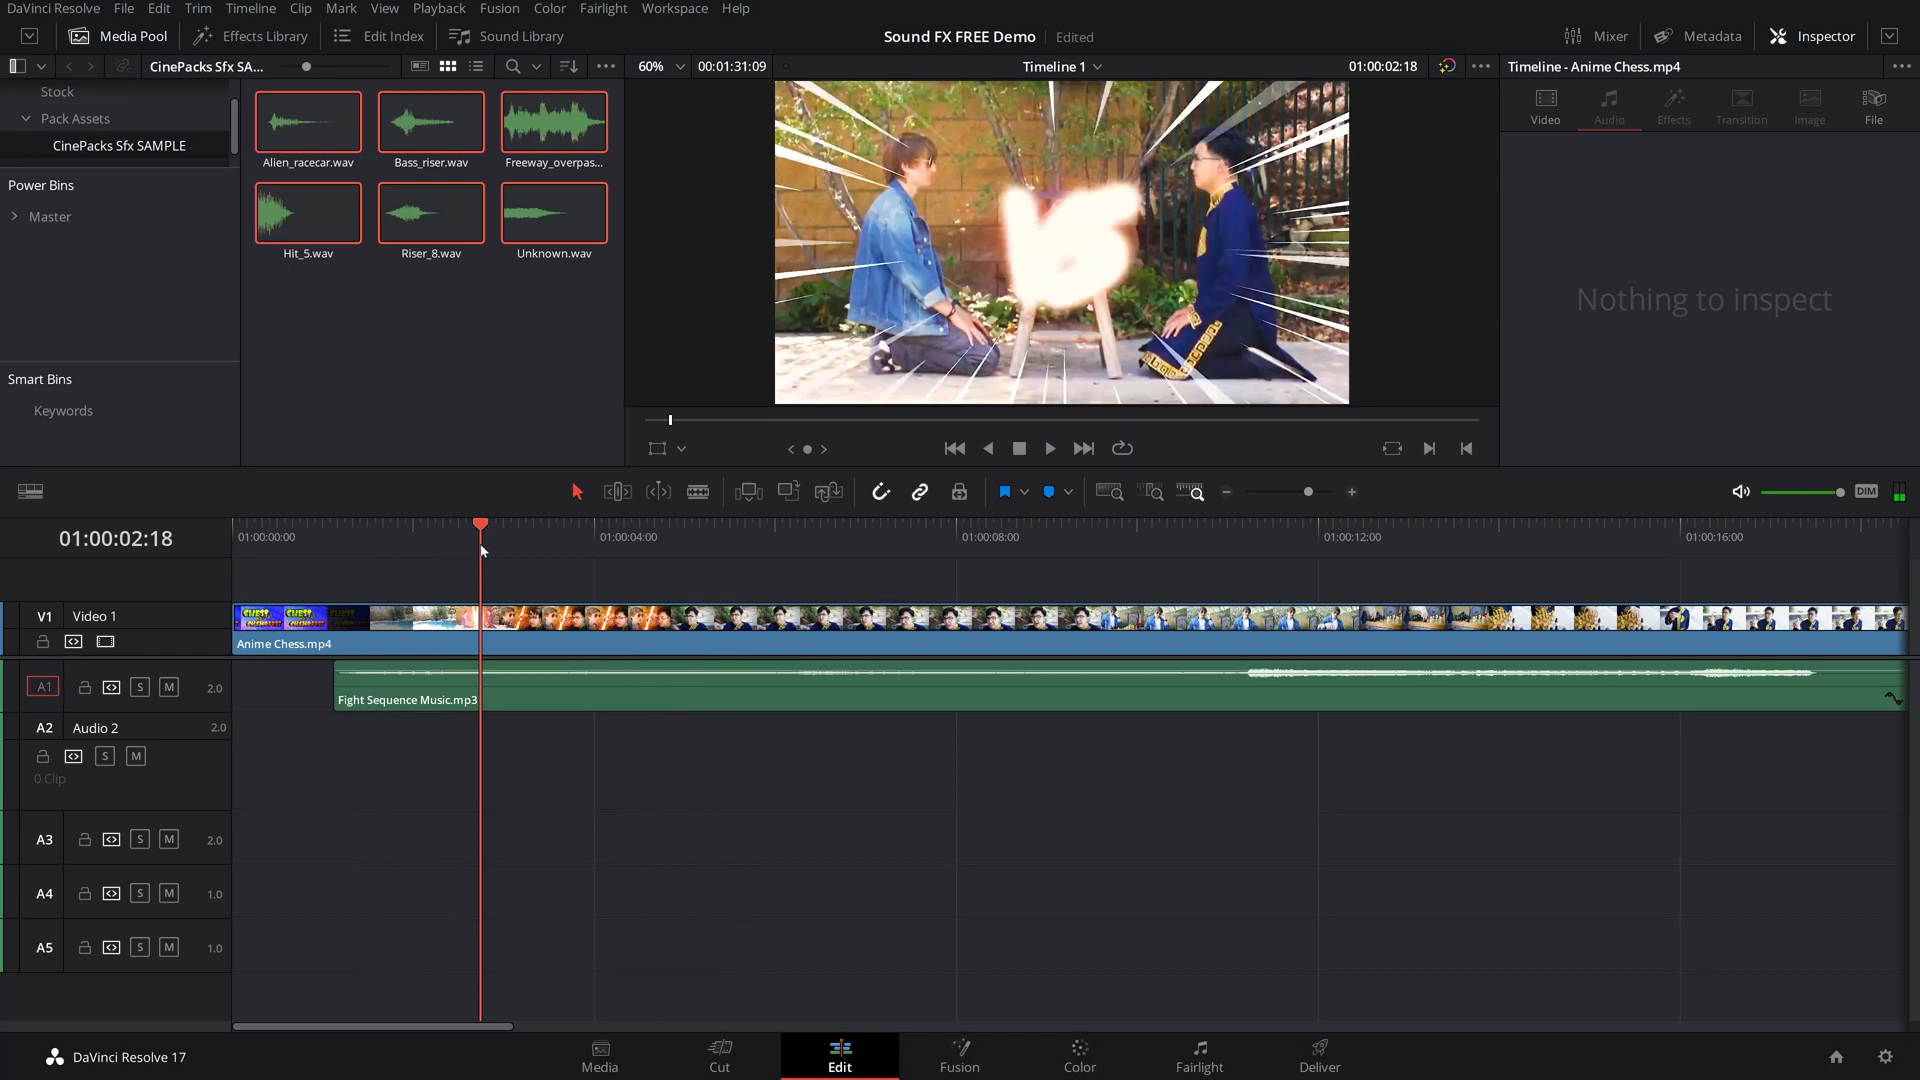 DaVinci Resolve File Edit Trim Timeline Clip Mark View Playback Fusion Color Fairlight Workspace Help
Media Pool Effects Library Edit Index Sound Library Sound FX FREE Demo Edited Mixer Metadata Inspector
CinePacks Sfx SA... 60% 00:01:31:09 Timeline 1 01:00:02:18 Timeline - Anime Chess.mp4
Stock
Pack Assets
CinePacks Sfx SAMPLE
Power Bins
Master
Smart Bins
Keywords
Alien_racecar.wav Bass_riser.wav Freeway_overpas...
Hit_5.wav Riser_8.wav Unknown.wav
VS
Video Audio Effects Transition Image File
Nothing to inspect
DIM
01:00:02:18 01:00:00:00 01:00:04:00 01:00:08:00 01:00:12:00 01:00:16:00
V1 Video 1
CHESS CHESS
Anime Chess.mp4
A1 S M 2.0
Fight Sequence Music.mp3
A2 Audio 2 2.0
S M
0 Clip
A3 S M 2.0
A4 S M 1.0
A5 S M 1.0
DaVinci Resolve 17 Media Cut Edit Fusion Color Fairlight Deliver